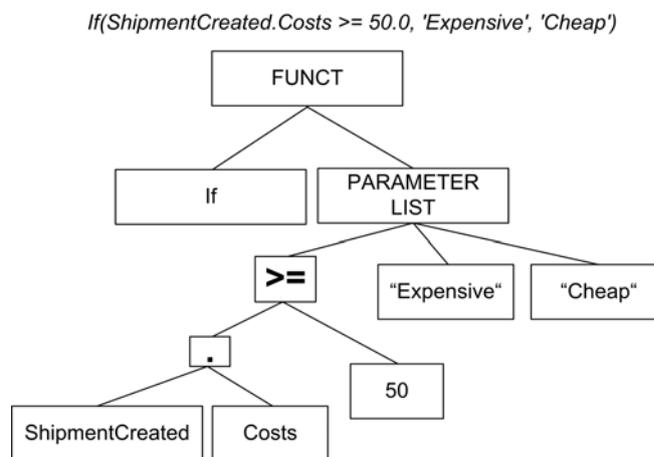 If(ShipmentCreated.Costs >= 50.0, 'Expensive', 'Cheap')
FUNCT
If
PARAMETER
LIST
>=
“Expensive“
“Cheap“
.
50
ShipmentCreated
Costs